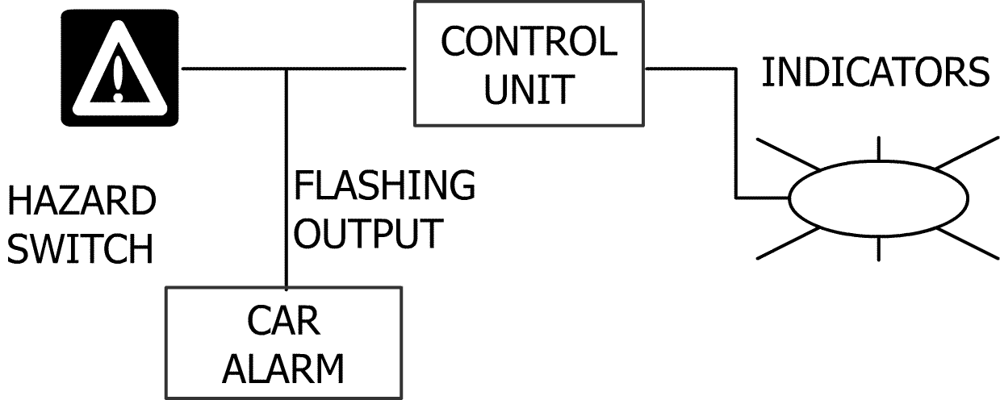 CONTROL
UNIT
INDICATORS
HAZARD
SWITCH
FLASHING
OUTPUT
CAR
ALARM